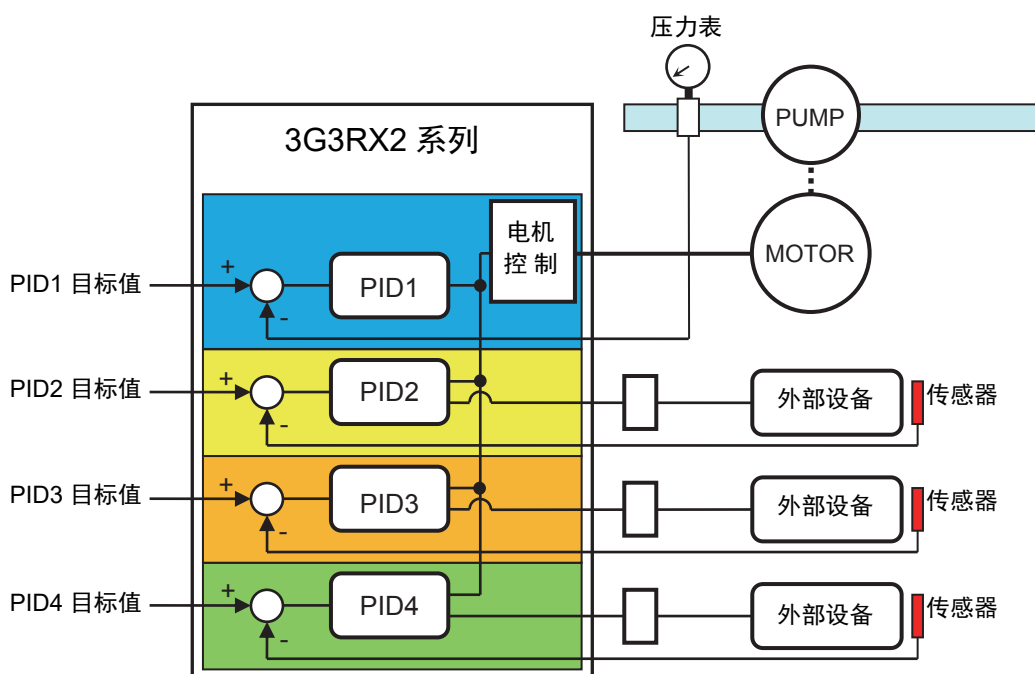 压力表
PUMP
3G3RX2 系列
电机
控 制
MOTOR
PID1 目标值
+
-
PID1
PID2 目标值
+
-
PID2
外部设备
传感器
PID3 目标值
+
-
PID3
外部设备
传感器
PID4 目标值
+
-
PID4
外部设备
传感器